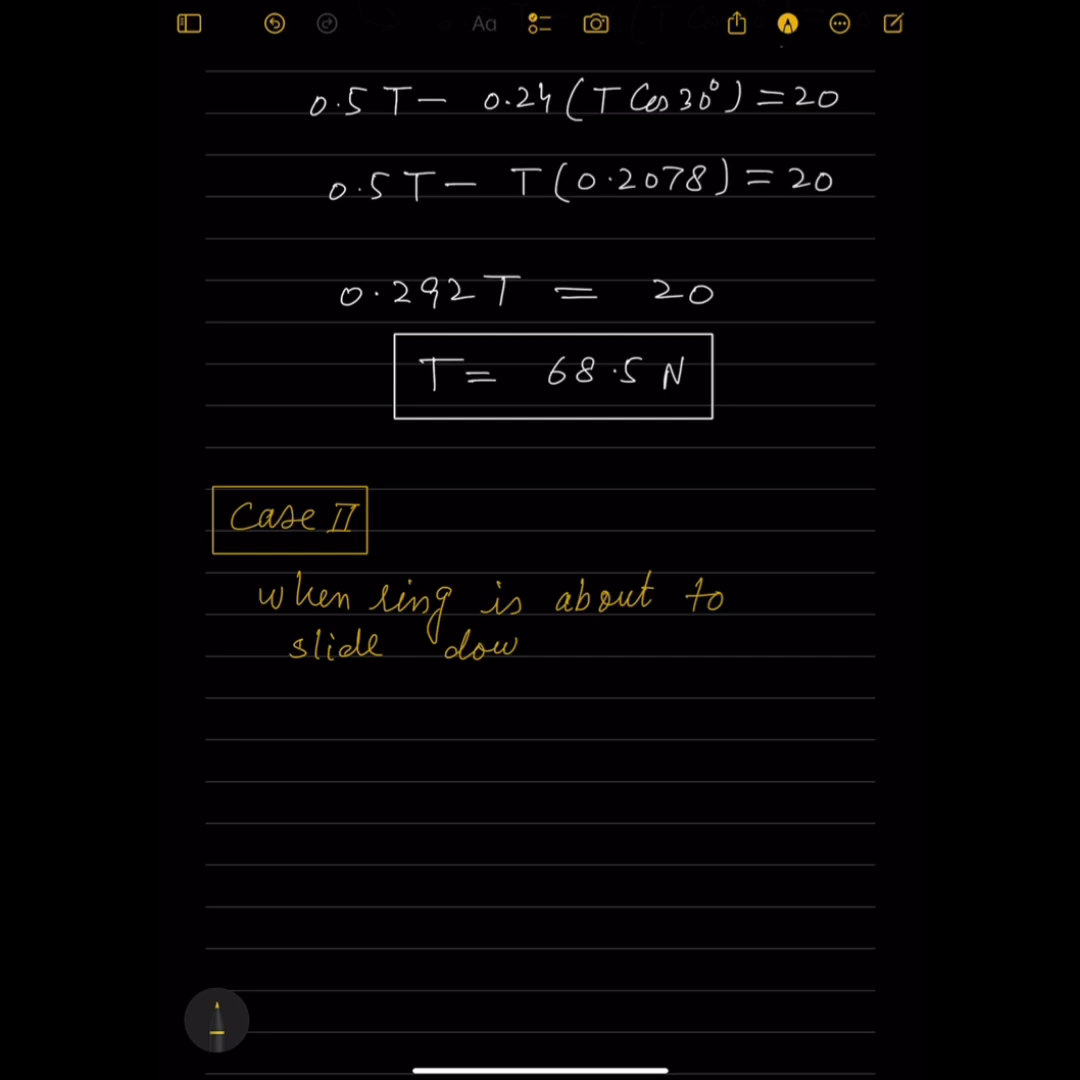 Aa
0.5T - 0.24(T Cos 30°) = 20
0.5T - T(0.2078) = 20
0.292T = 20
T = 68.5 N
Case II
when ring is about to
slide dow